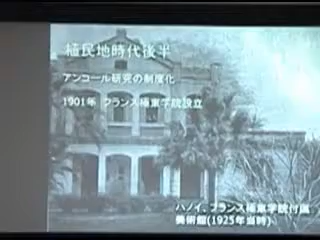 植民地時代後半
アンコール研究の制度化
1901年 フランス極東学院設立
ハノイ、フランス極東学院付属
美術館(1925年当時)